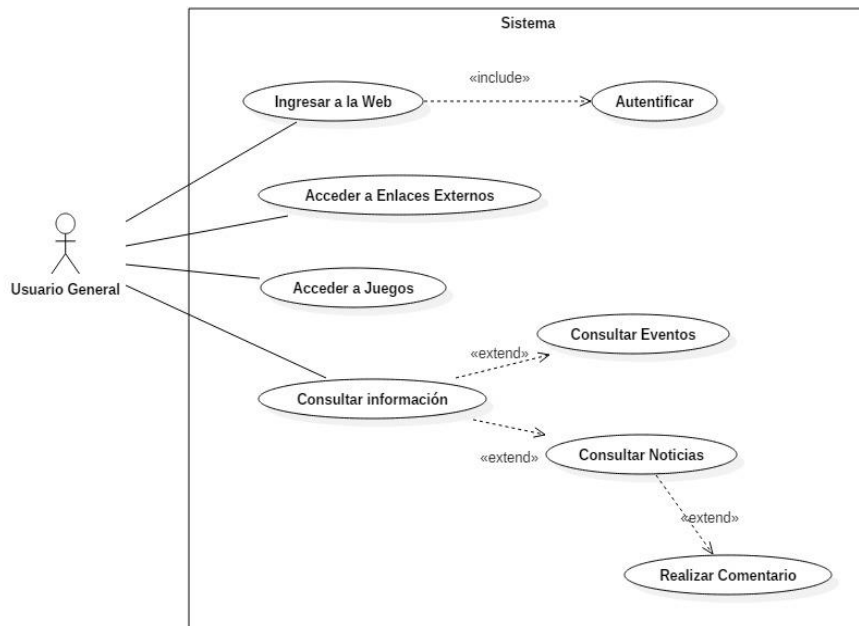 Sistema
«include»
Ingresar a la Web
Autentificar
Acceder a Enlaces Externos
Usuario General
Acceder a Juegos
Consultar Eventos
«extend»
Consultar información
«extend»
Consultar Noticias
«extend»
Realizar Comentario